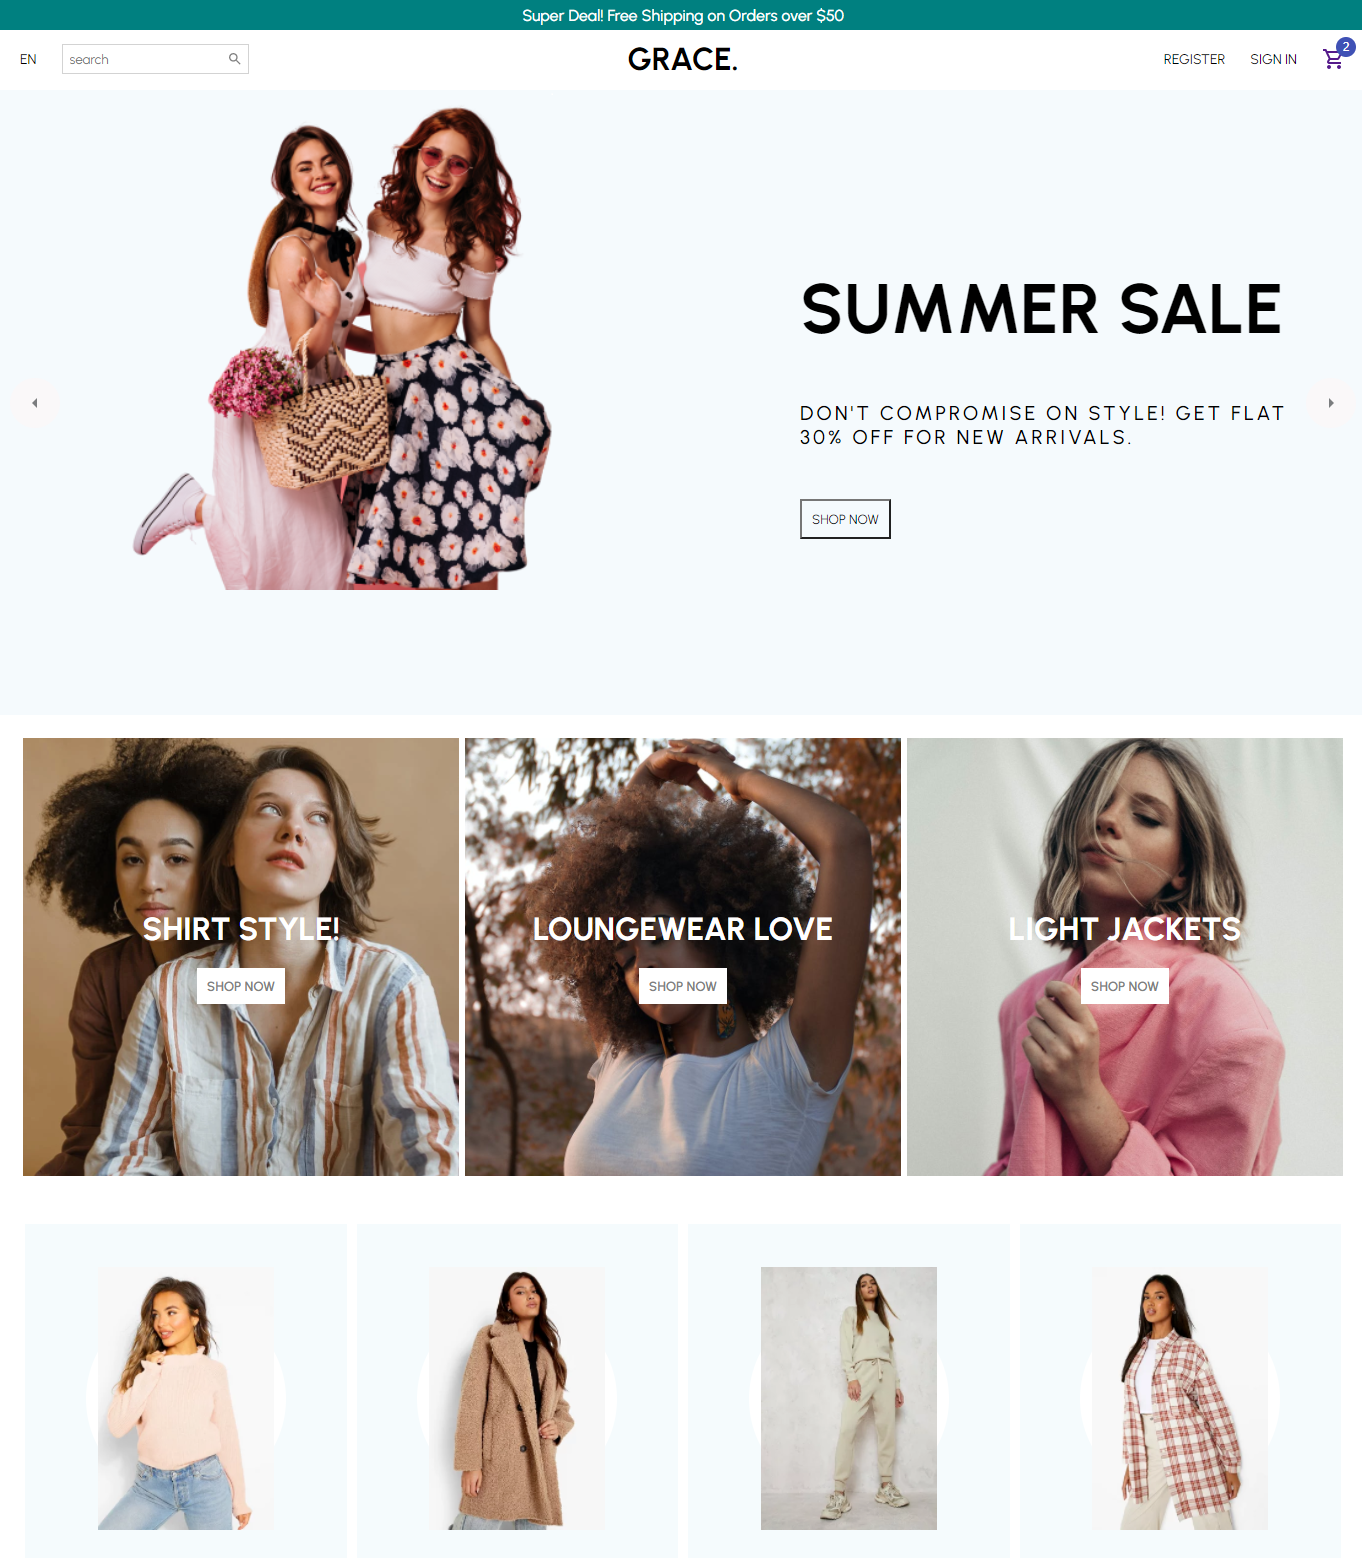 Super Deal! Free Shipping on Orders over $50
EN
search
GRACE.
REGISTER
SIGN IN
2
SUMMER SALE
DON'T COMPROMISE ON STYLE! GET FLAT
30% OFF FOR NEW ARRIVALS.
SHOP NOW
SHIRT STYLE!
SHOP NOW
LOUNGEWEAR LOVE
SHOP NOW
LIGHT JACKETS
SHOP NOW